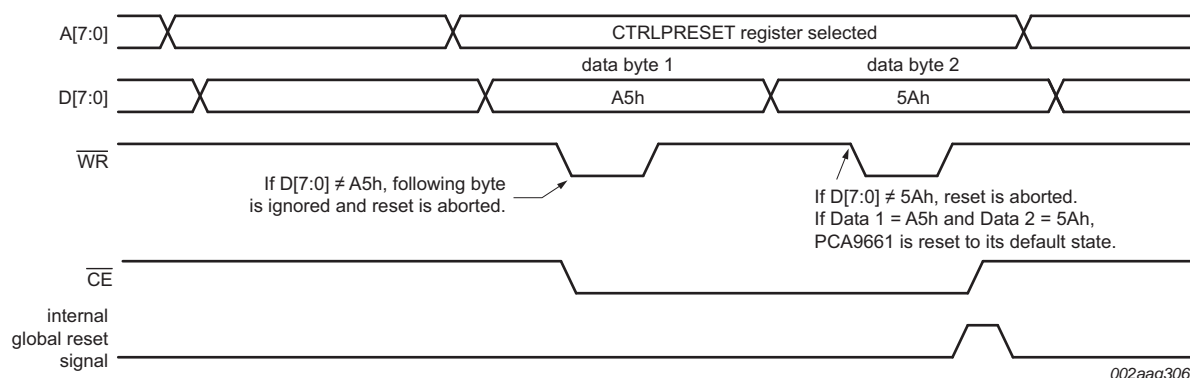 A[7:0]
CTRLPRESET register selected
data byte 1
data byte 2
D[7:0]
A5h
5Ah
WR
If D[7:0] ≠ A5h, following byte
is ignored and reset is aborted.
If D[7:0] ≠ 5Ah, reset is aborted.
If Data 1 = A5h and Data 2 = 5Ah,
PCA9661 is reset to its default state.
CE
internal
global reset
signal
002aag306